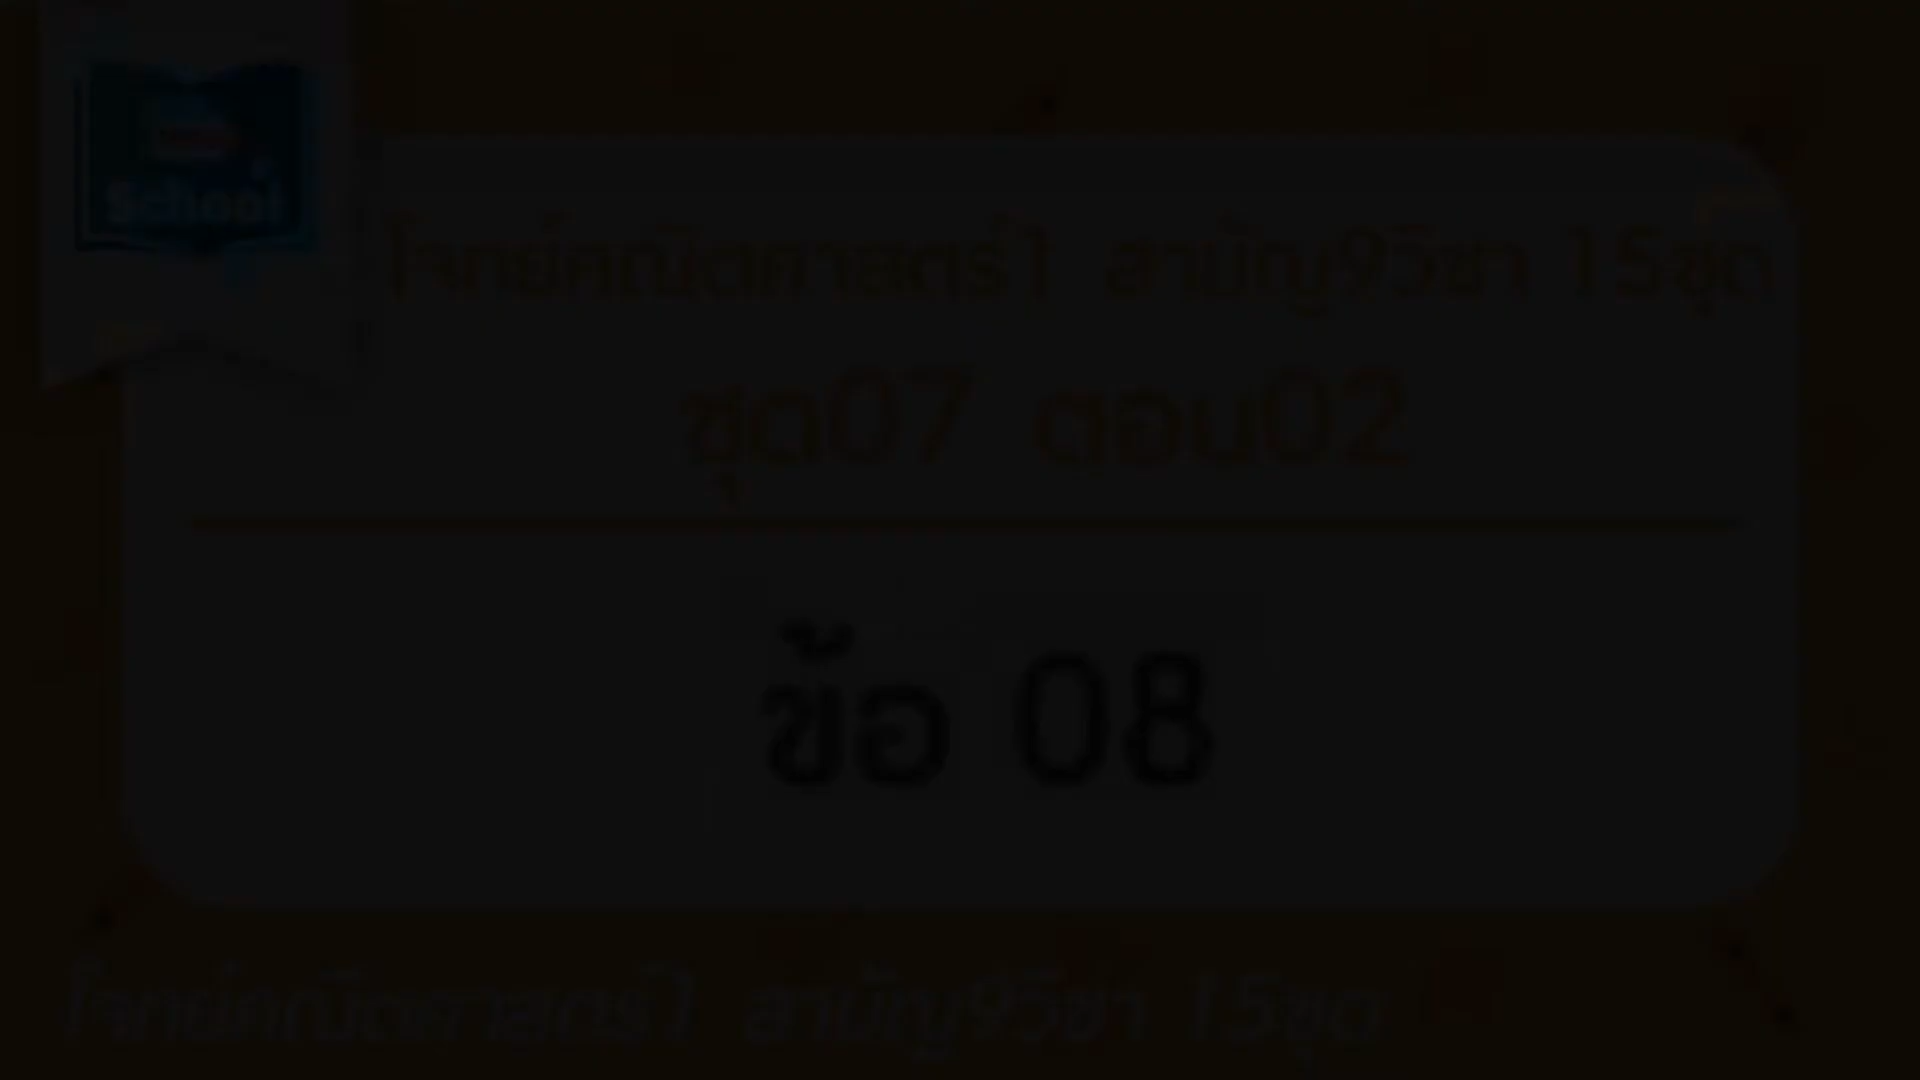 School
โจทย์คณิตศาสตร์1 สามัญ9วิชา 15ชุด
ชุด07 ตอน02
ข้อ 08
โจทย์คณิตศาสตร์1 สามัญ9วิชา 15ชุด